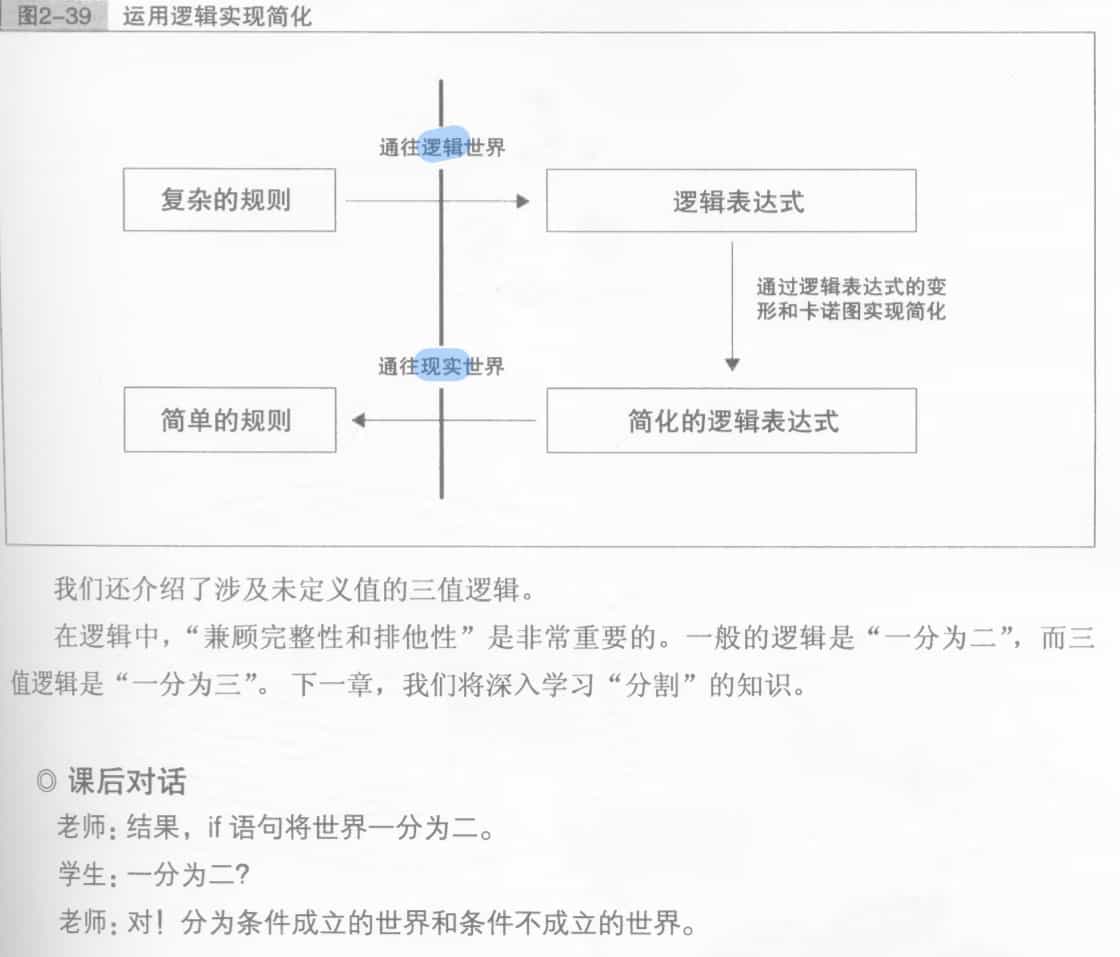 图2-39 运用逻辑实现简化
通往逻辑世界
复杂的规则
逻辑表达式
通过逻辑表达式的变
形和卡诺图实现简化
通往现实世界
简单的规则
简化的逻辑表达式
我们还介绍了涉及未定义值的三值逻辑。
在逻辑中，“兼顾完整性和排他性”是非常重要的。一般的逻辑是“一分为二”，而三
值逻辑是“一分为三”。下一章，我们将深入学习“分割”的知识。
◎ 课后对话
老师：结果，if 语句将世界一分为二。
学生：一分为二？
老师：对！分为条件成立的世界和条件不成立的世界。